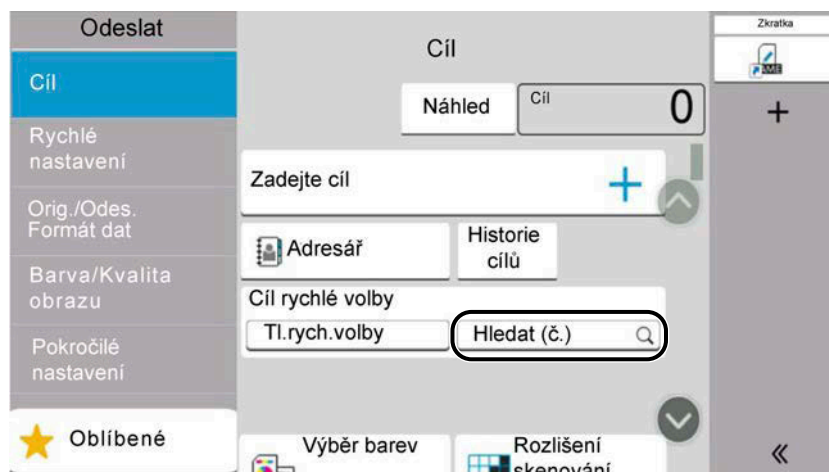 Odeslat
Cíl
Rychlé
nastavení
Orig./Odes.
Formát dat
Barva/Kvalita
obrazu
Pokročilé
nastavení
Oblíbené
Cíl
Náhled
Cíl
0
Zadejte cíl
Adresář
Historie
cílů
Cíl rychlé volby
Tl.rych.volby
Hledat (č.)
Výběr barev
Rozlišení
skenování
Zkratka